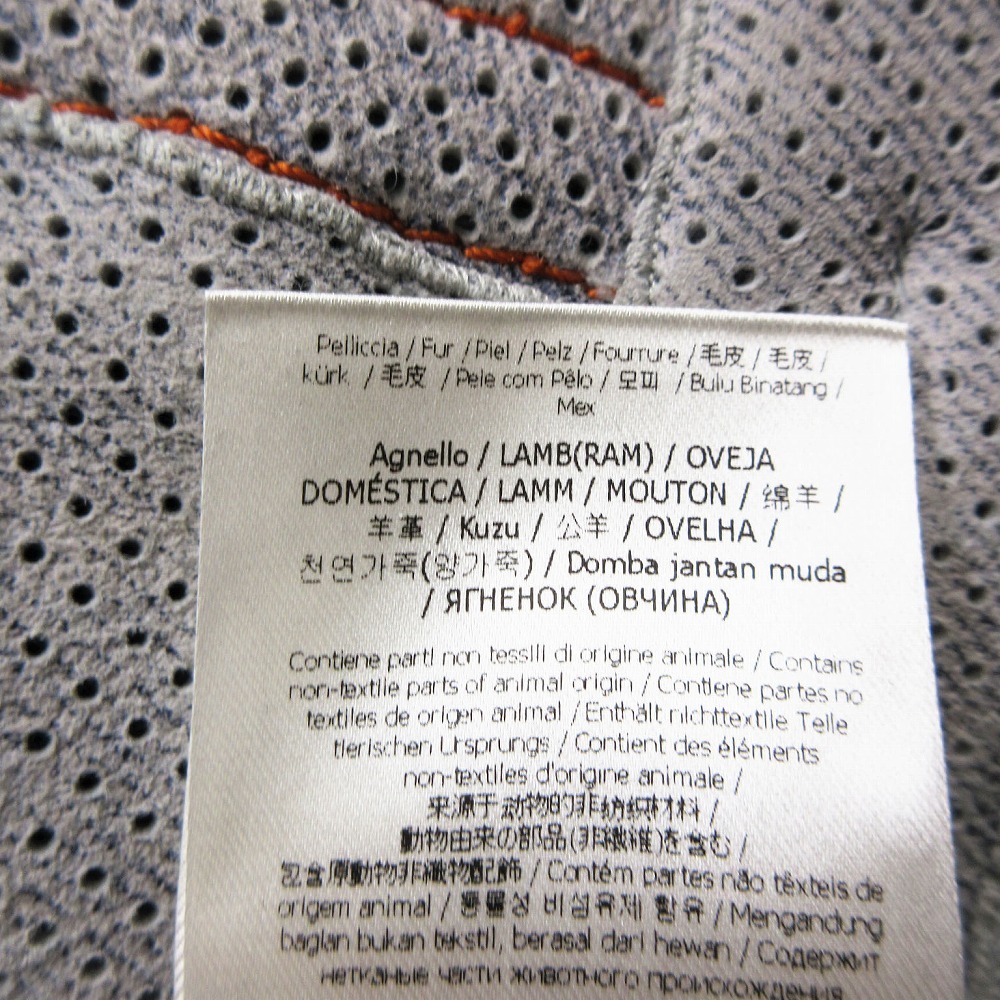 Pelliccia / Fur / Piel / Pelz / Fourrure / 毛皮 / 毛皮 /
kürk / 毛皮 / Pele com Pêlo / 모피 / Bulu Binatang /
Mex
Agnello / LAMB(RAM) / OVEJA
DOMÉSTICA / LAMM / MOUTON / 绵羊 /
羊革 / Kuzu / 公羊 / OVELHA /
천연가죽(양가죽) / Domba jantan muda
/ ЯГНЕНОК (ОВЧИНА)
Contiene parti non tessili di origine animale / Contains
non-textile parts of animal origin / Contiene partes no
textiles de origen animal / Enthält nichttextile Teile
tierischen Ursprungs / Contient des éléments
non-textiles d'origine animale /
来源于动物的非纺织材料 /
動物由来の部品(非繊維)を含む /
包含原動物非織物配飾 / Contém partes não têxteis de
origem animal / 동물성 비섬유제 함유 / Mengandung
bagian bukan tekstil, berasal dari hewan / Содержит
нетканые части животного происхождения